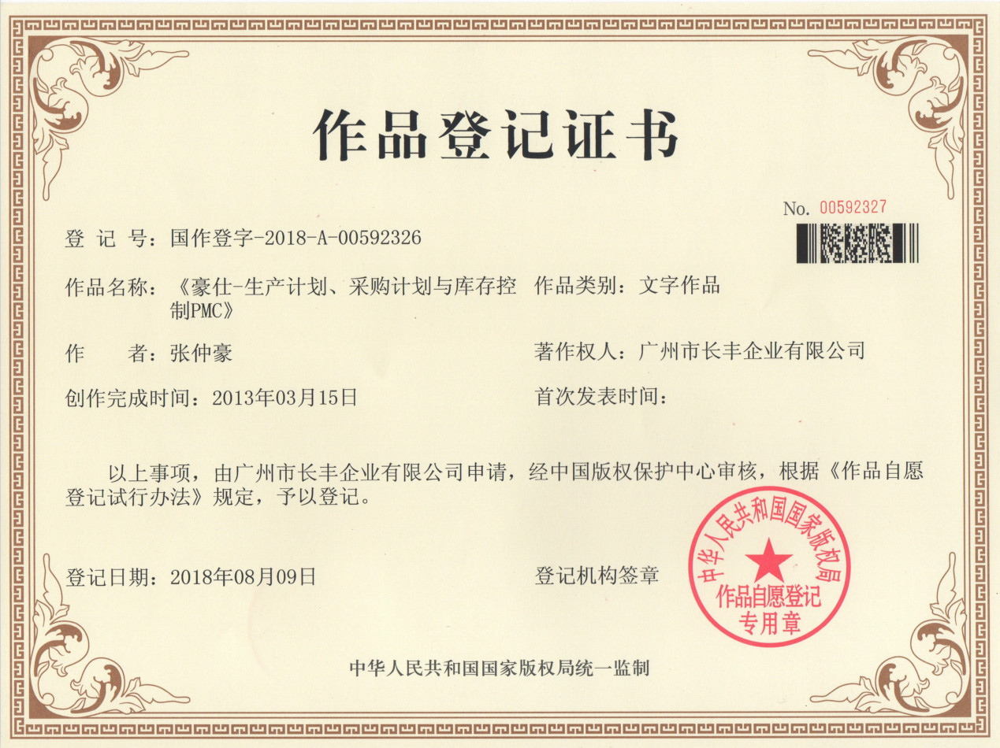 作品登记证书
No. 00592327
登 记 号：国作登字-2018-A-00592326
作品名称：《豪仕-生产计划、采购计划与库存控
制PMC》
作品类别：文字作品
作 者：张仲豪
著作权人：广州市长丰企业有限公司
创作完成时间：2013年03月15日
首次发表时间：
以上事项，由广州市长丰企业有限公司申请，经中国版权保护中心审核，根据《作品自愿
登记试行办法》规定，予以登记。
登记日期：2018年08月09日
登记机构签章
中华人民共和国国家版权局
作品自愿登记
专用章
中华人民共和国国家版权局统一监制